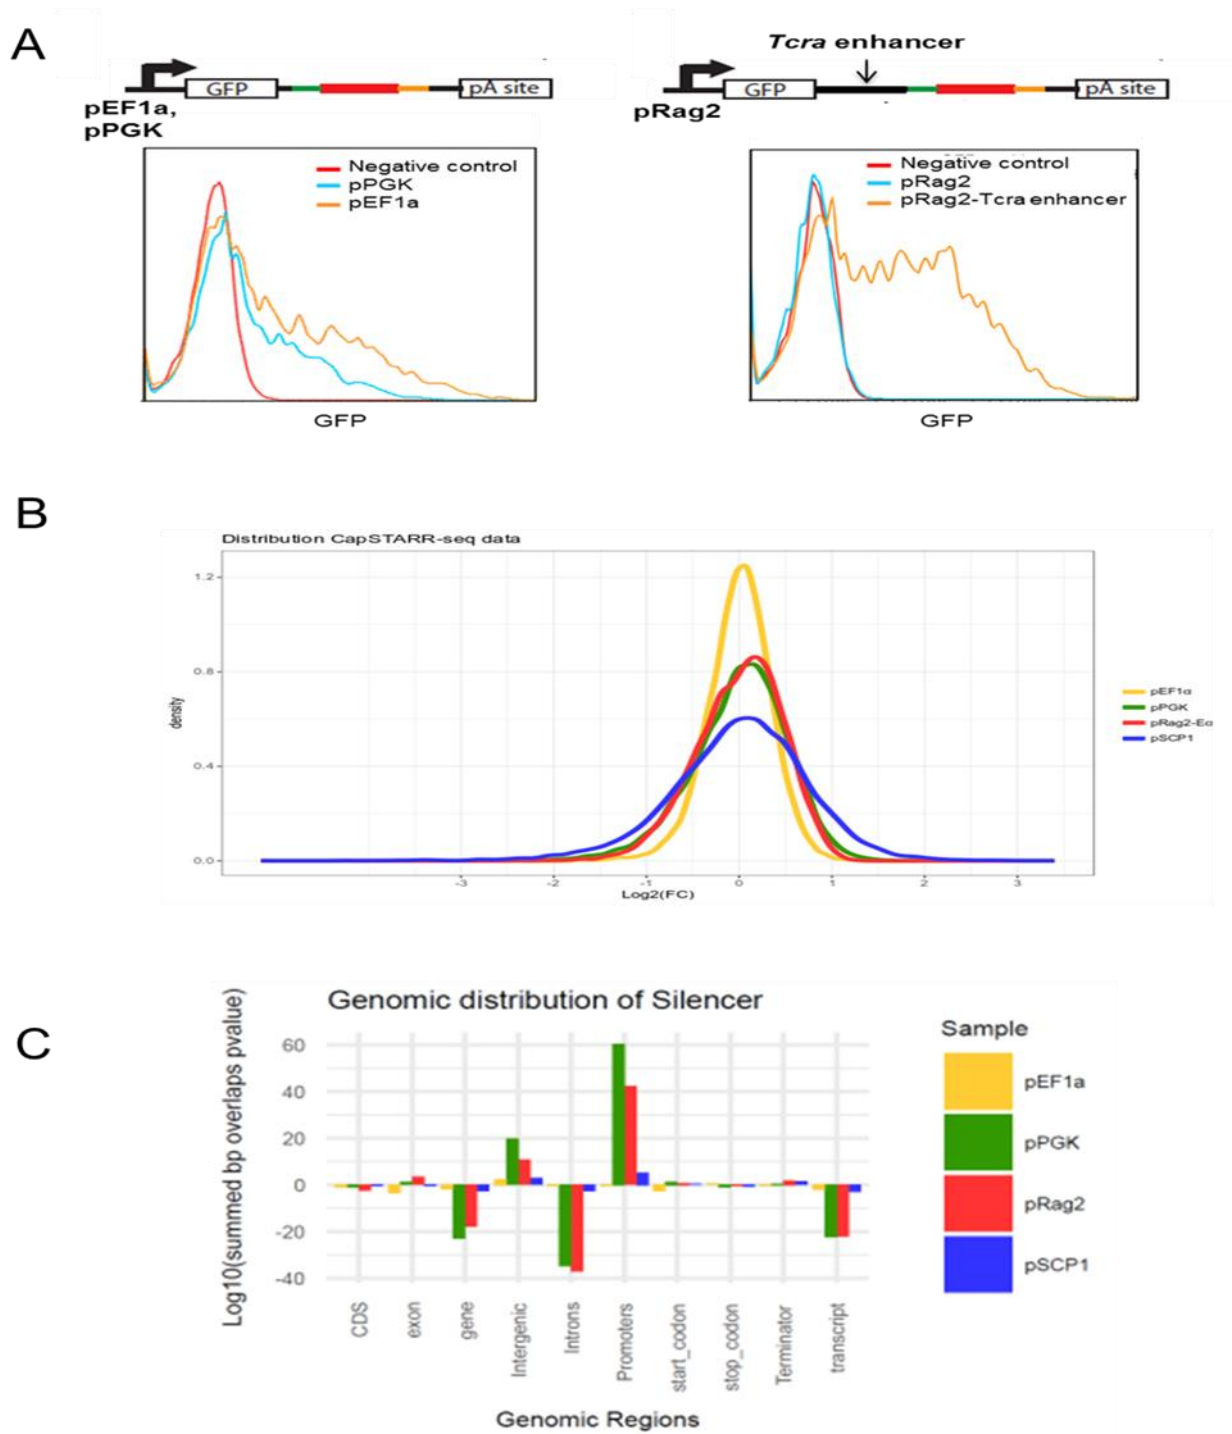 A
GFP
pA site
pEF1a,
pPGK
Tcra enhancer
GFP
pA site
pRag2
Negative control
pPGK
pEF1a
GFP
Negative control
pRag2
pRag2-Tcra enhancer
GFP
B
Distribution CapSTARR-seq data
density
1.2
0.8
0.4
0.0
-3
-2
-1
0
1
2
3
Log2(FC)
pEF1α
pPGK
pRag2-Eα
pSCP1
C
Genomic distribution of Silencer
Log10(summed bp overlaps pvalue)
60
40
20
0
-20
-40
CDS
exon
gene
Intergenic
Introns
Promoters
start_codon
stop_codon
Terminator
transcript
Genomic Regions
Sample
pEF1a
pPGK
pRag2
pSCP1